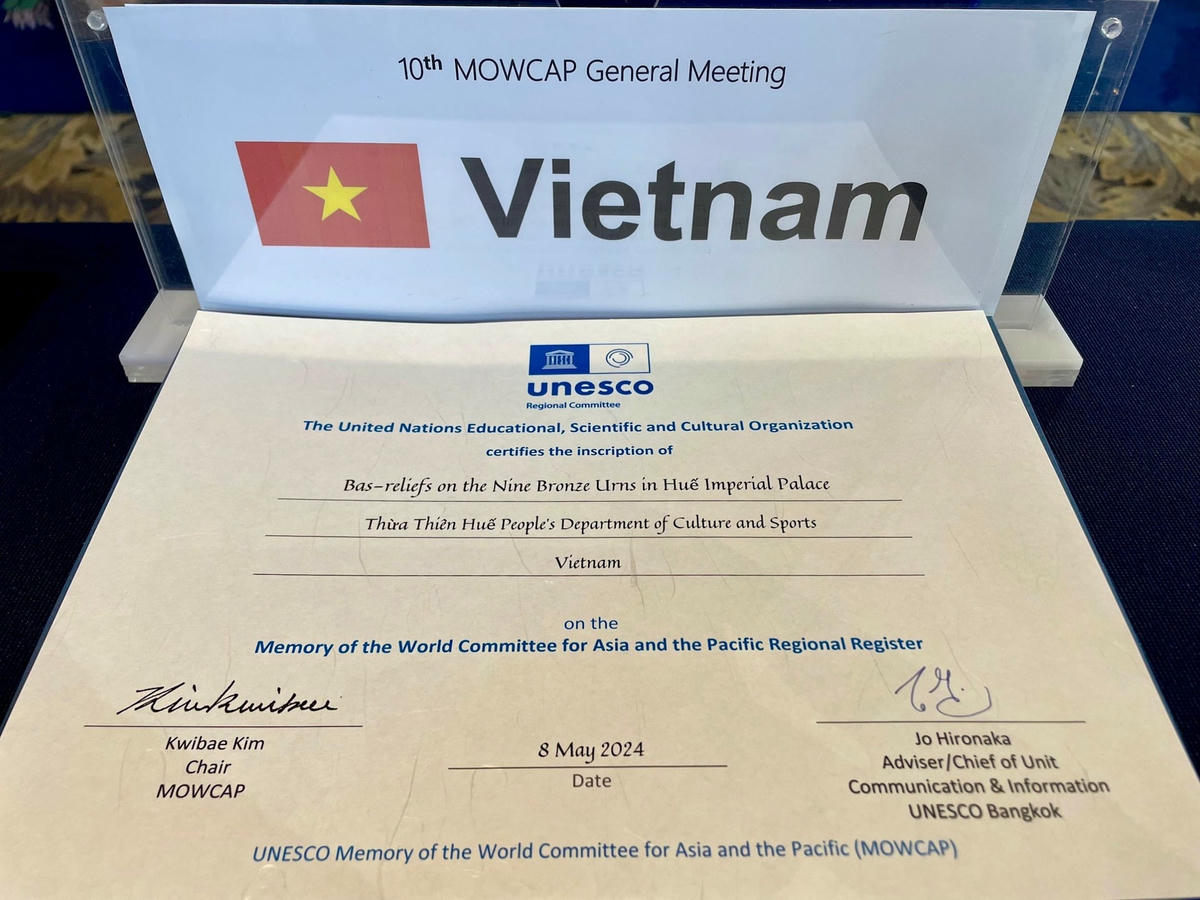 10th MOWCAP General Meeting
Vietnam
unesco
Regional Committee
The United Nations Educational, Scientific and Cultural Organization
certifies the inscription of
Bas-reliefs on the Nine Bronze Urns in Huế Imperial Palace
Thừa Thiên Huế People's Department of Culture and Sports
Vietnam
on the
Memory of the World Committee for Asia and the Pacific Regional Register
Kwibae Kim
Chair
MOWCAP
8 May 2024
Date
Jo Hironaka
Adviser/Chief of Unit
Communication & Information
UNESCO Bangkok
UNESCO Memory of the World Committee for Asia and the Pacific (MOWCAP)